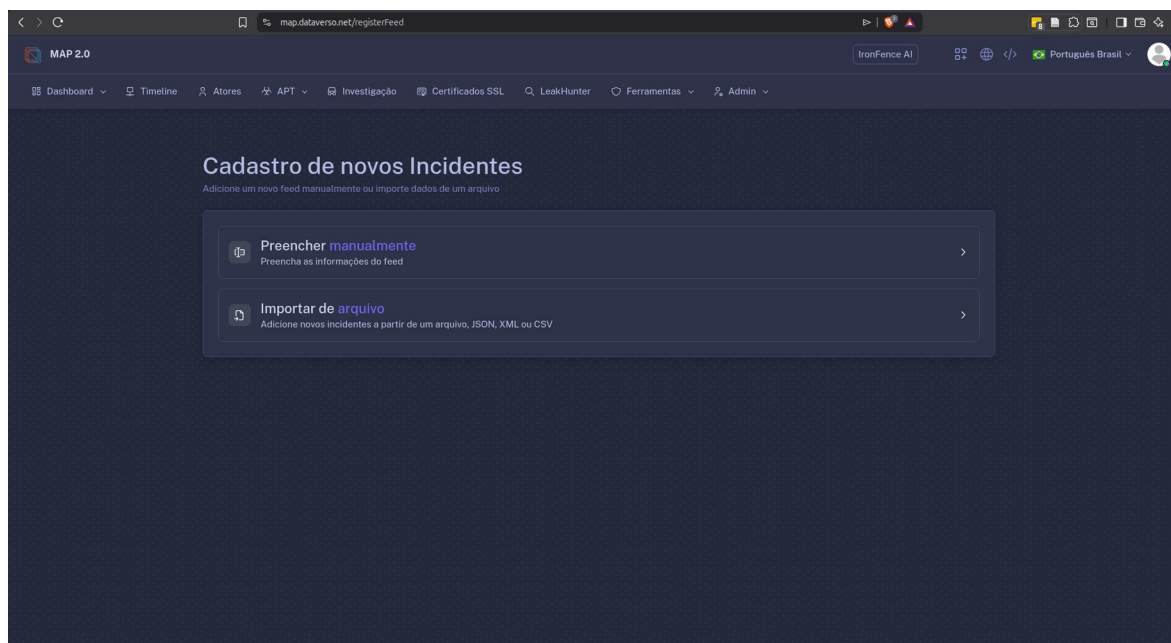 map.dataverso.net/registerFeed
MAP 2.0
IronFence AI
Português Brasil
Dashboard
Timeline
Atores
APT
Investigação
Certificados SSL
LeakHunter
Ferramentas
Admin
Cadastro de novos Incidentes
Adicione um novo feed manualmente ou importe dados de um arquivo
Preencher manualmente
Preencha as informações do feed
Importar de arquivo
Adicione novos incidentes a partir de um arquivo, JSON, XML ou CSV